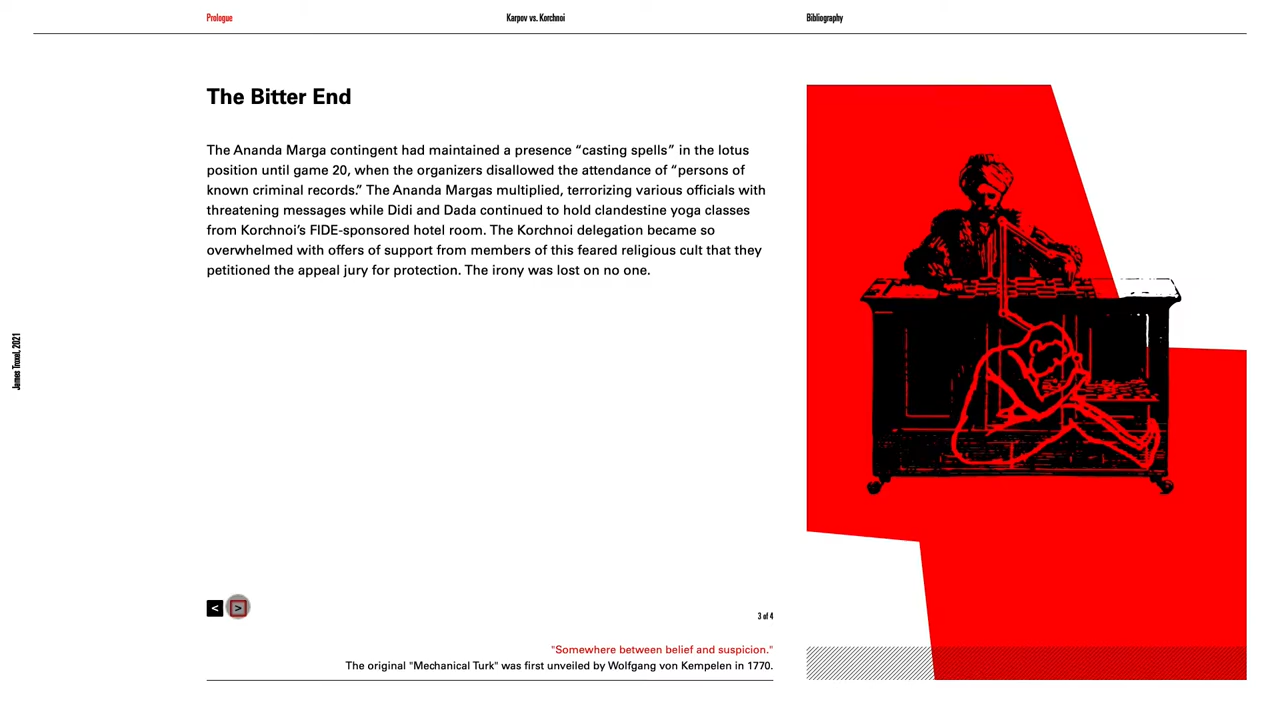 Prologue
Karpov vs. Korchnoi
Bibliography
The Bitter End
The Ananda Marga contingent had maintained a presence “casting spells” in the lotus
position until game 20, when the organizers disallowed the attendance of “persons of
known criminal records.” The Ananda Margas multiplied, terrorizing various officials with
threatening messages while Didi and Dada continued to hold clandestine yoga classes
from Korchnoi’s FIDE-sponsored hotel room. The Korchnoi delegation became so
overwhelmed with offers of support from members of this feared religious cult that they
petitioned the appeal jury for protection. The irony was lost on no one.
James Troxel, 2021
< >
3 of 4
"Somewhere between belief and suspicion."
The original "Mechanical Turk" was first unveiled by Wolfgang von Kempelen in 1770.